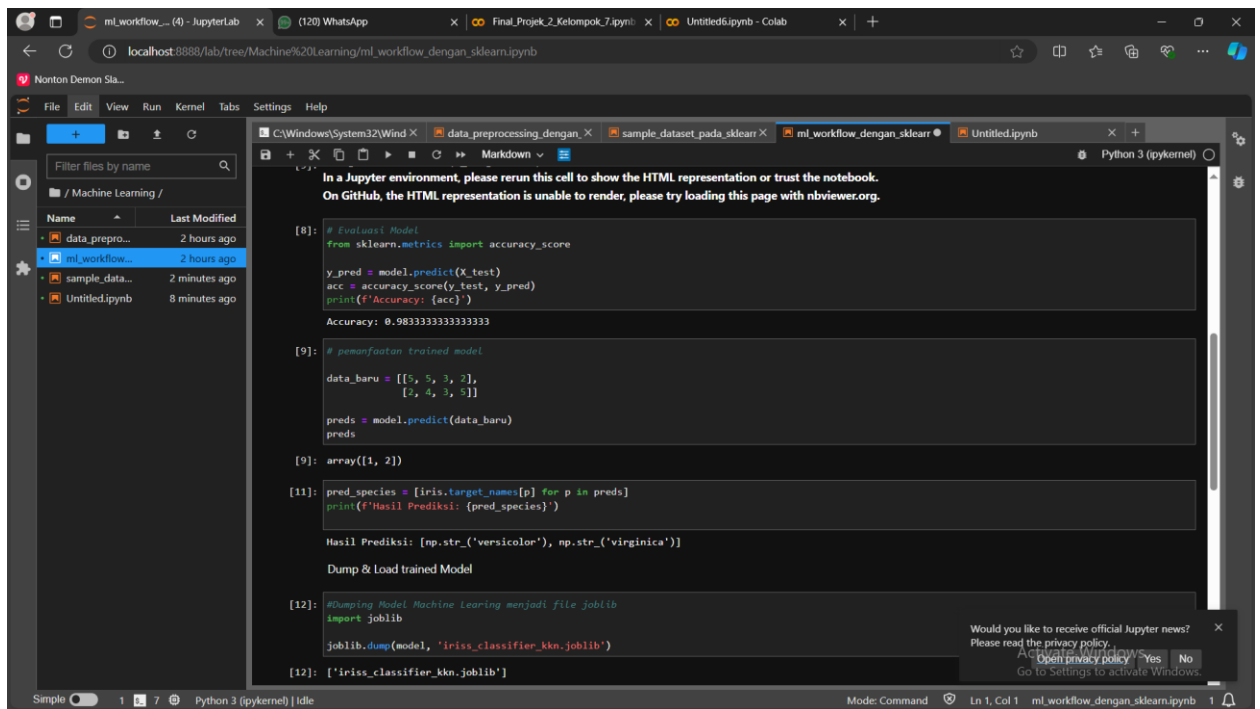 ml_workflow_... (4) - JupyterLab
(120) WhatsApp
Final_Projek_2_Kelompok_7.ipynb
Untitled6.ipynb - Colab
localhost:8888/lab/tree/Machine%20Learning/ml_workflow_dengan_sklearn.ipynb
Nonton Demon Sla...
File Edit View Run Kernel Tabs Settings Help
C:\Windows\System32\Wind
data_preprocessing_dengan_
sample_dataset_pada_sklearr
ml_workflow_dengan_sklearr
Untitled.ipynb
Markdown
Python 3 (ipykernel)
Filter files by name
/ Machine Learning /
Name Last Modified
data_prepro... 2 hours ago
ml_workflow... 2 hours ago
sample_data... 2 minutes ago
Untitled.ipynb 8 minutes ago
In a Jupyter environment, please rerun this cell to show the HTML representation or trust the notebook.
On GitHub, the HTML representation is unable to render, please try loading this page with nbviewer.org.
[8]: # Evaluasi Model
from sklearn.metrics import accuracy_score
y_pred = model.predict(X_test)
acc = accuracy_score(y_test, y_pred)
print(f'Accuracy: {acc}')
Accuracy: 0.9833333333333333
[9]: # pemanfaatan trained model
data_baru = [[5, 5, 3, 2],
[2, 4, 3, 5]]
preds = model.predict(data_baru)
preds
[9]: array([1, 2])
[11]: pred_species = [iris.target_names[p] for p in preds]
print(f'Hasil Prediksi: {pred_species}')
Hasil Prediksi: [np.str_('versicolor'), np.str_('virginica')]
Dump & Load trained Model
[12]: #Dumping Model Machine Learing menjadi file joblib
import joblib
joblib.dump(model, 'iriss_classifier_kkn.joblib')
[12]: ['iriss_classifier_kkn.joblib']
Would you like to receive official Jupyter news?
Please read the privacy policy.
Open privacy policy Yes No
Activate Windows
Go to Settings to activate Windows.
Simple 1 7 Python 3 (ipykernel) | Idle
Mode: Command Ln 1, Col 1 ml_workflow_dengan_sklearn.ipynb 1